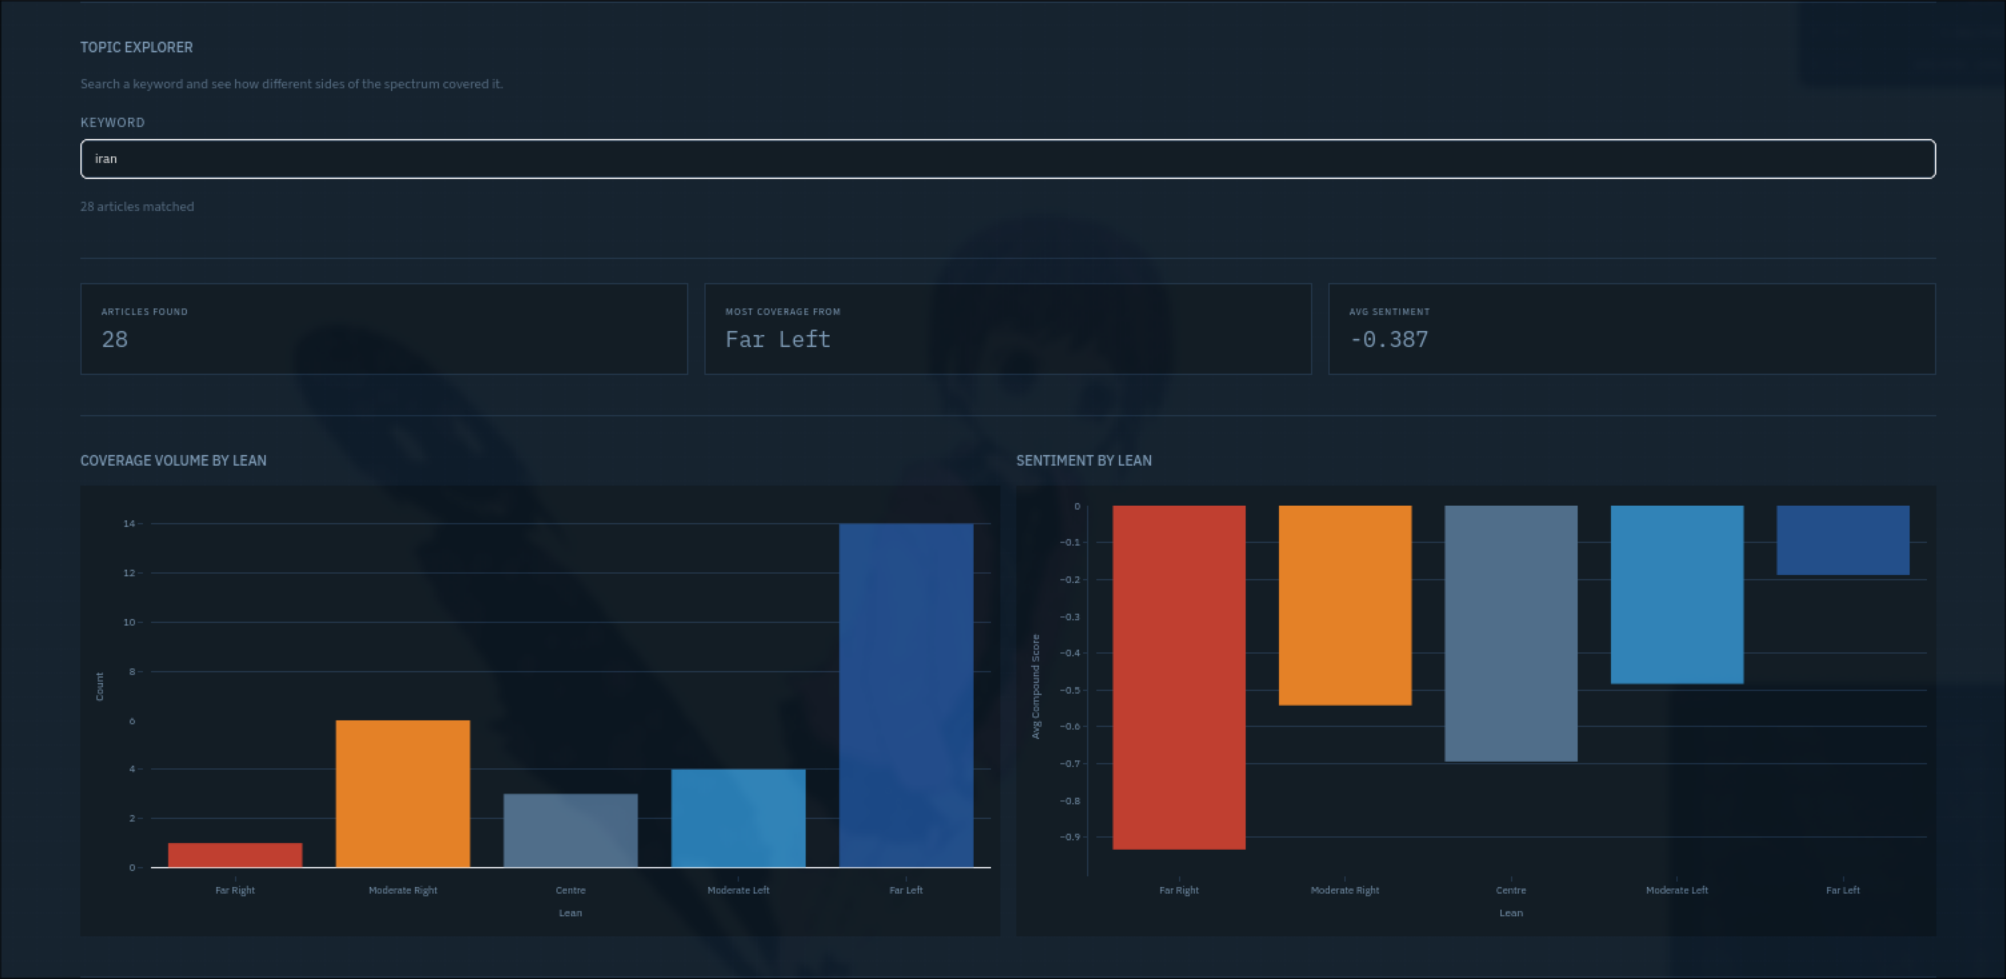 TOPIC EXPLORER
Search a keyword and see how different sides of the spectrum covered it.
KEYWORD
iran
28 articles matched
ARTICLES FOUND
28
MOST COVERAGE FROM
Far Left
AVG SENTIMENT
-0.387
COVERAGE VOLUME BY LEAN
14
12
10
8
6
4
2
0
Count
Far Right
Moderate Right
Centre
Moderate Left
Far Left
Lean
SENTIMENT BY LEAN
0
−0.1
−0.2
−0.3
−0.4
−0.5
−0.6
−0.7
−0.8
−0.9
Avg Compound Score
Far Right
Moderate Right
Centre
Moderate Left
Far Left
Lean